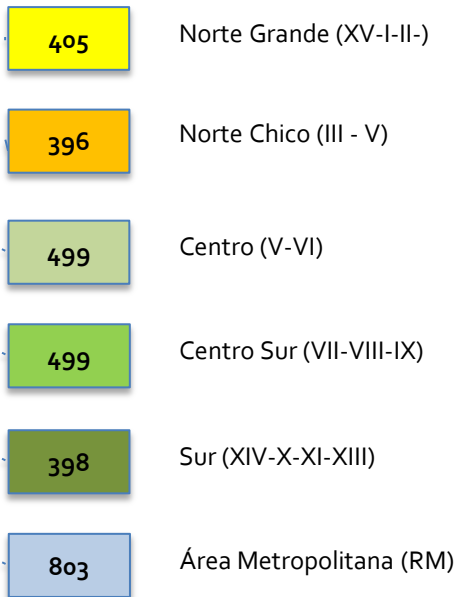 405 Norte Grande (XV-I-II-)
396 Norte Chico (III - V)
499 Centro (V-VI)
499 Centro Sur (VII-VIII-IX)
398 Sur (XIV-X-XI-XIII)
803 Área Metropolitana (RM)